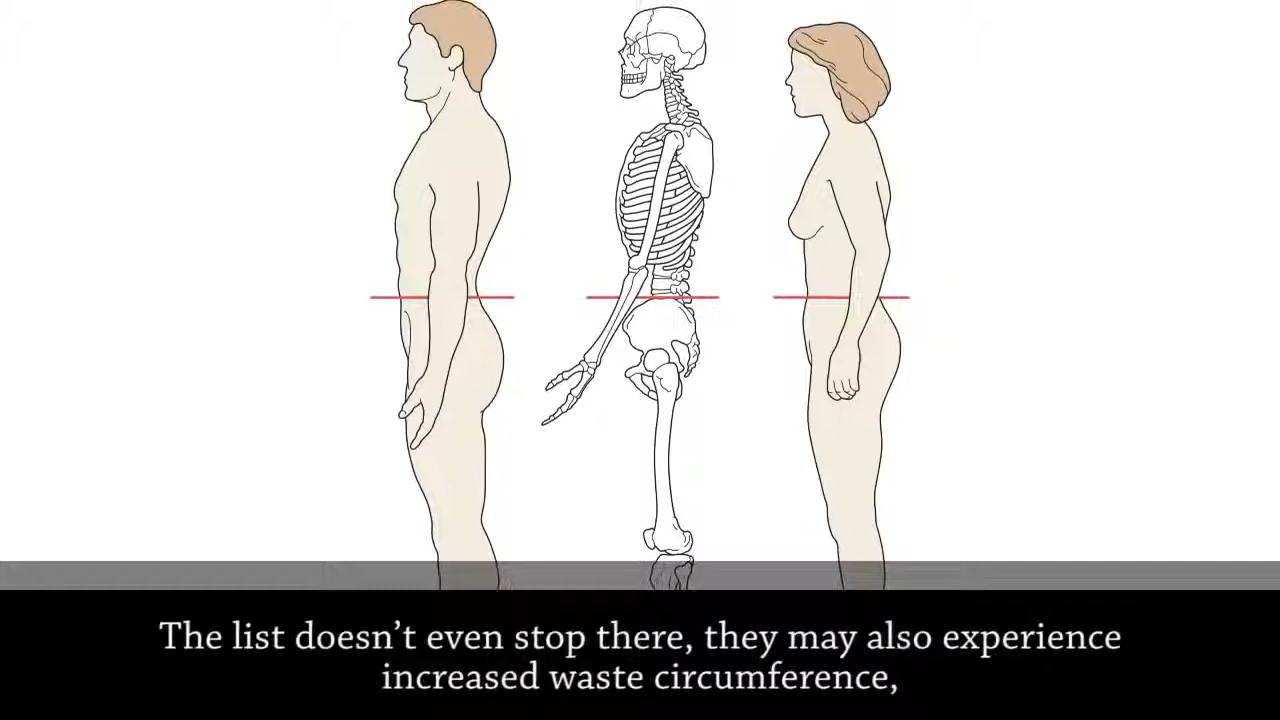 The list doesn’t even stop there, they may also experience
increased waste circumference,